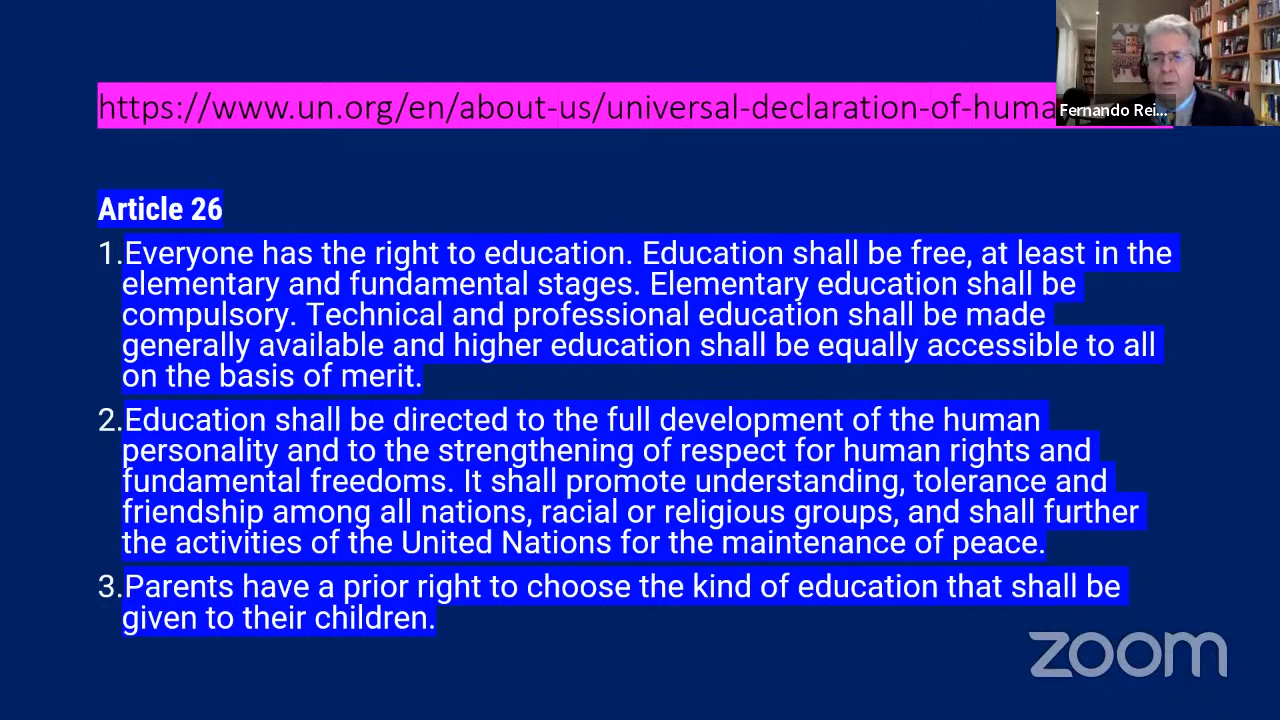 https://www.un.org/en/about-us/universal-declaration-of-huma
Fernando Rei...
Article 26
1.Everyone has the right to education. Education shall be free, at least in the
elementary and fundamental stages. Elementary education shall be
compulsory. Technical and professional education shall be made
generally available and higher education shall be equally accessible to all
on the basis of merit.
2.Education shall be directed to the full development of the human
personality and to the strengthening of respect for human rights and
fundamental freedoms. It shall promote understanding, tolerance and
friendship among all nations, racial or religious groups, and shall further
the activities of the United Nations for the maintenance of peace.
3.Parents have a prior right to choose the kind of education that shall be
given to their children.
zoom